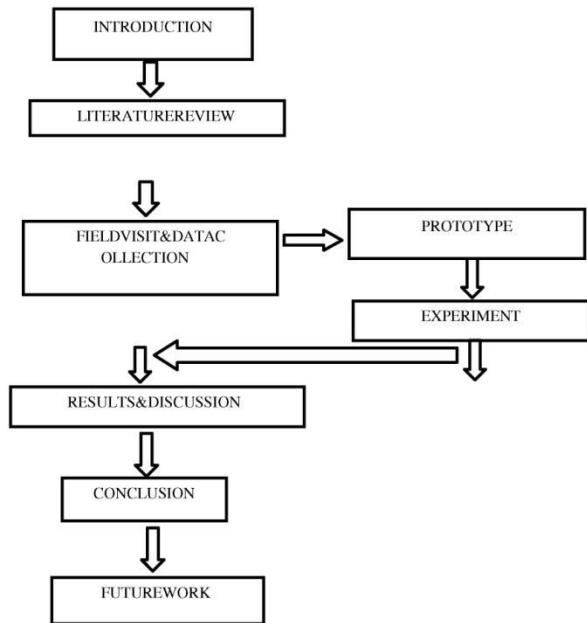 INTRODUCTION
LITERATUREREVIEW
FIELDVISIT&DATAC
OLLECTION
PROTOTYPE
EXPERIMENT
RESULTS&DISCUSSION
CONCLUSION
FUTUREWORK